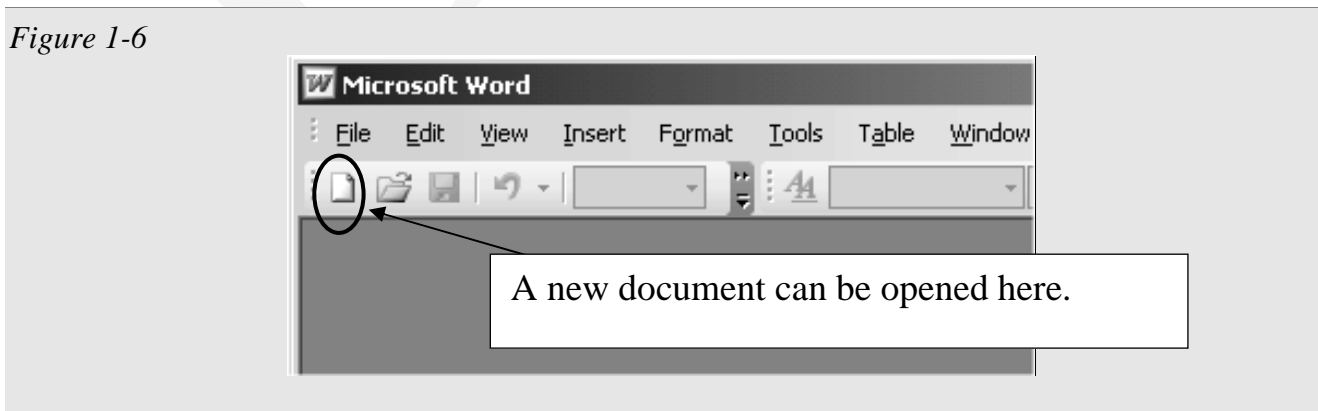 Figure 1-6
Microsoft Word
File Edit View Insert Format Tools Table Window
A new document can be opened here.